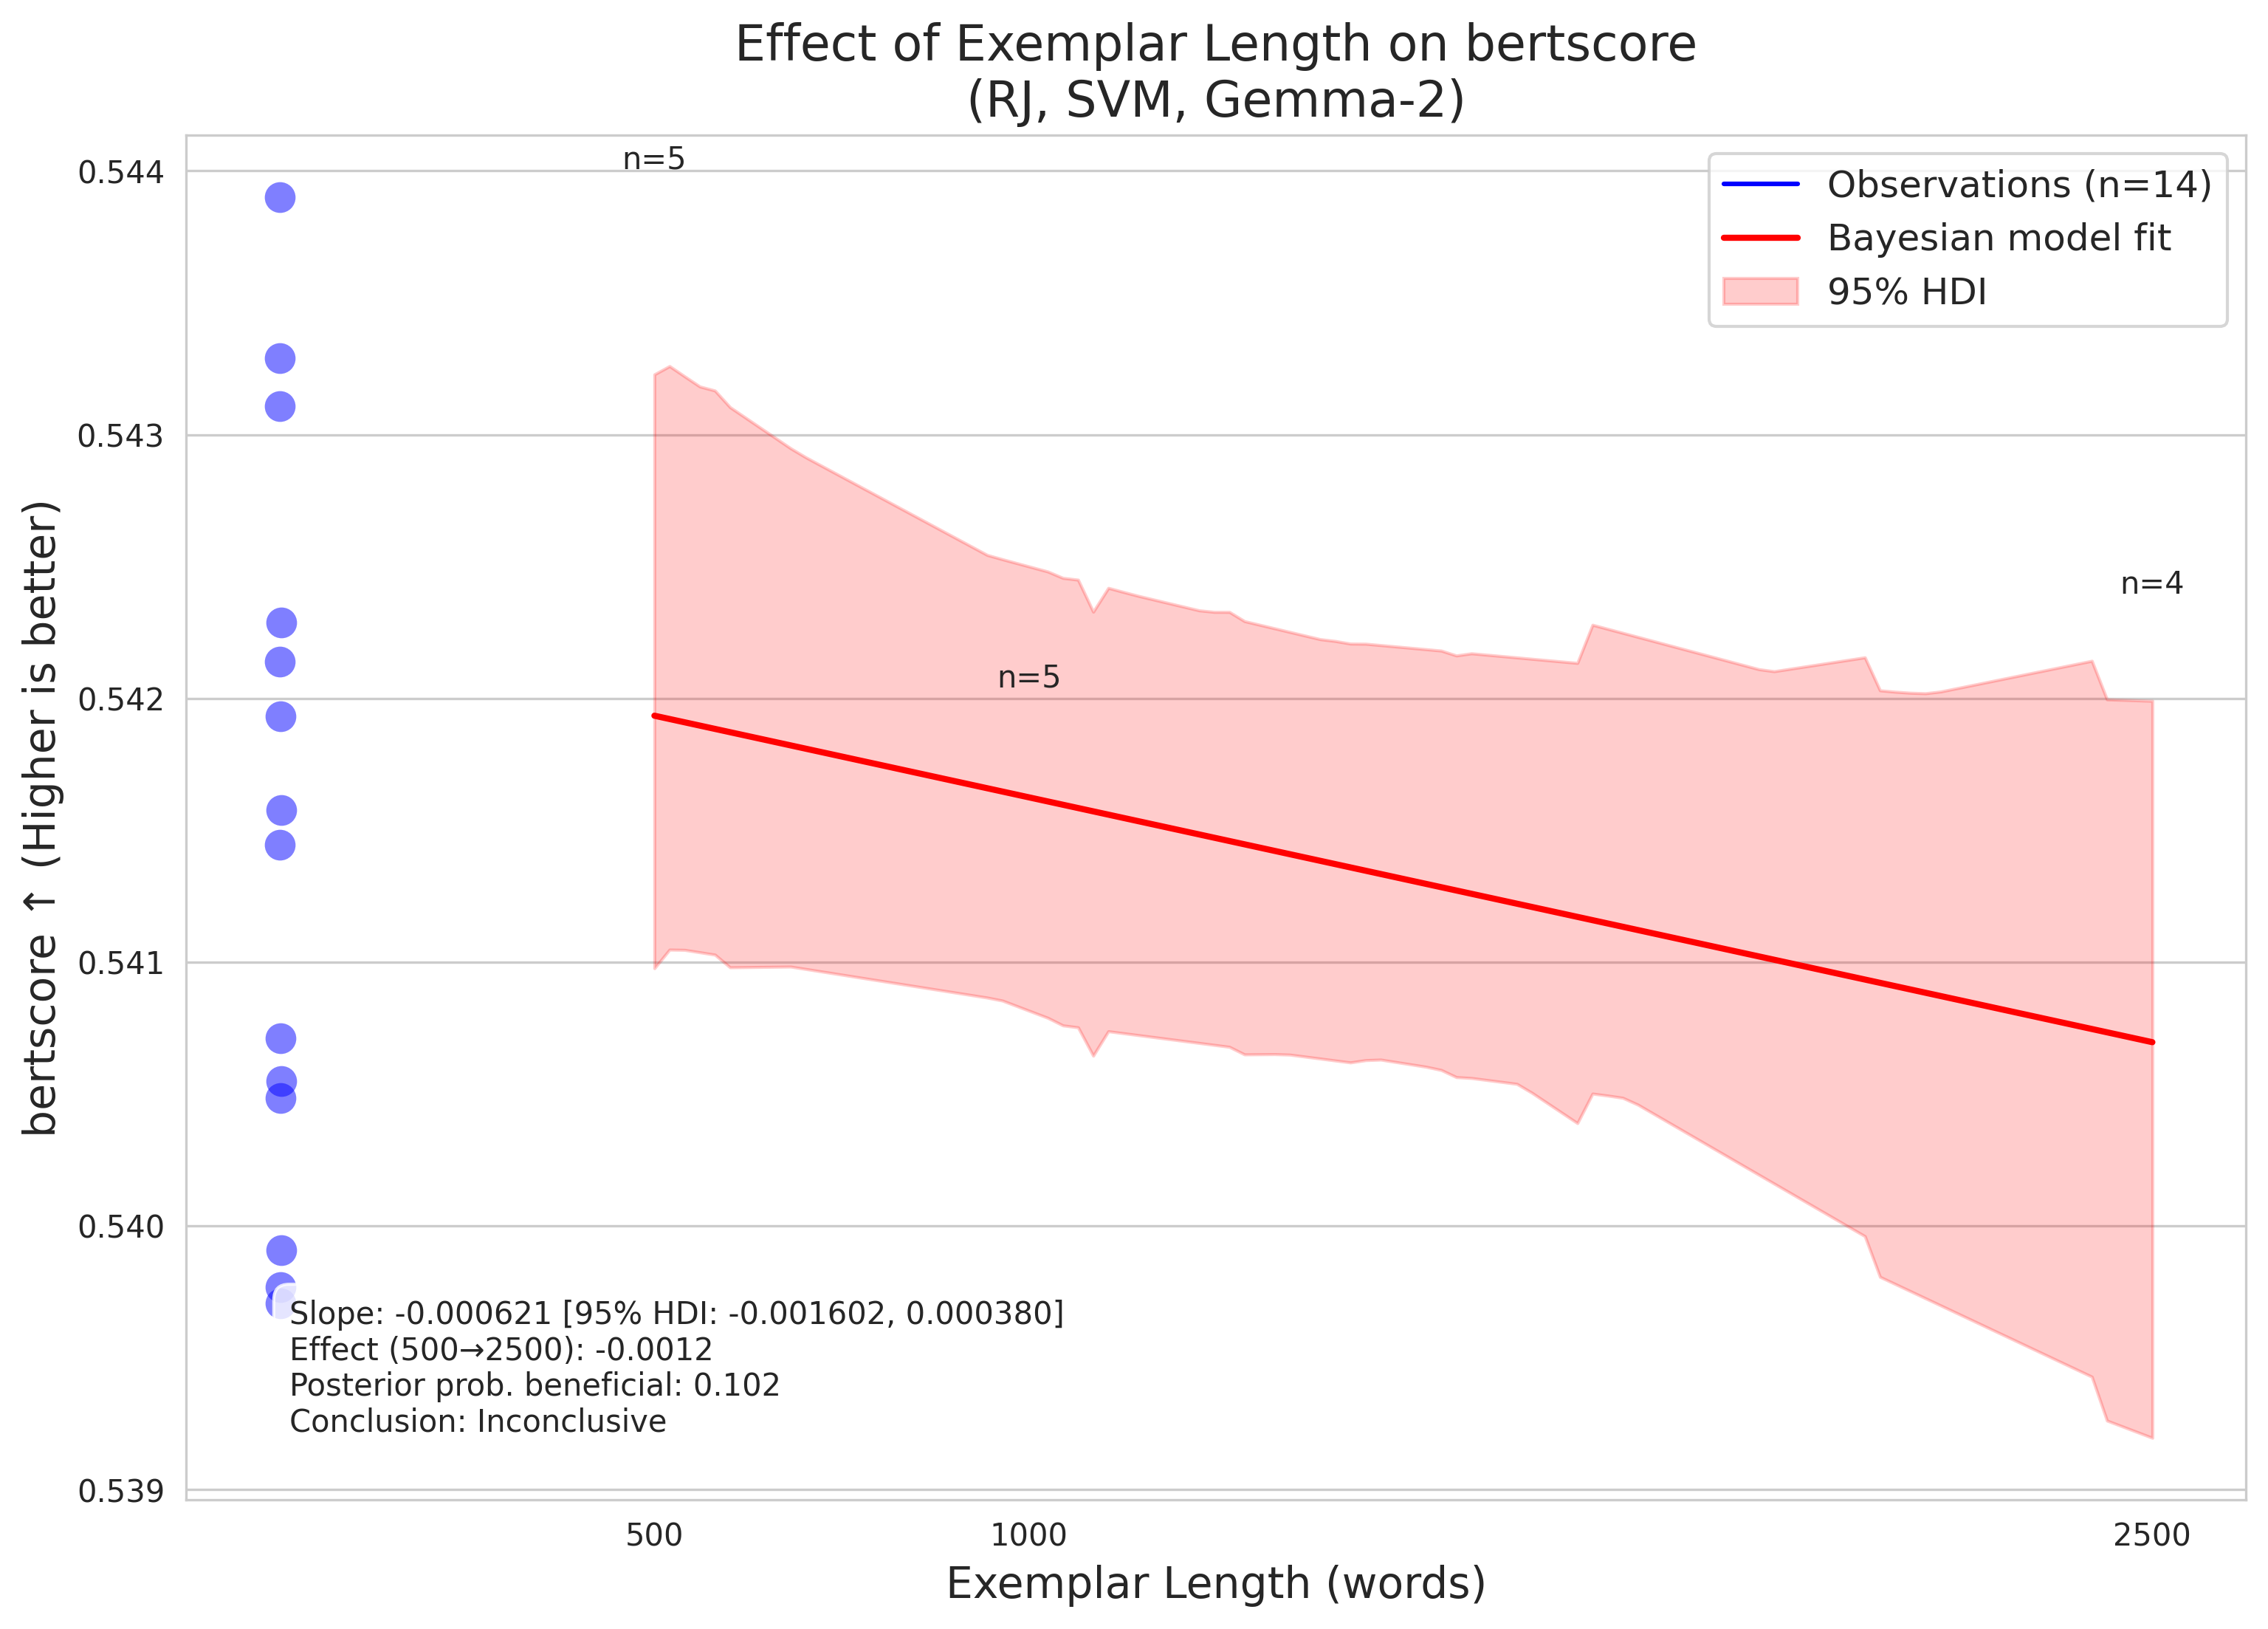 Effect of Exemplar Length on bertscore
(RJ, SVM, Gemma-2)
n=5
n=5
n=4
Observations (n=14)
Bayesian model fit
95% HDI
bertscore ↑ (Higher is better)
0.544
0.543
0.542
0.541
0.540
0.539
Slope: -0.000621 [95% HDI: -0.001602, 0.000380]
Effect (500→2500): -0.0012
Posterior prob. beneficial: 0.102
Conclusion: Inconclusive
500
1000
2500
Exemplar Length (words)